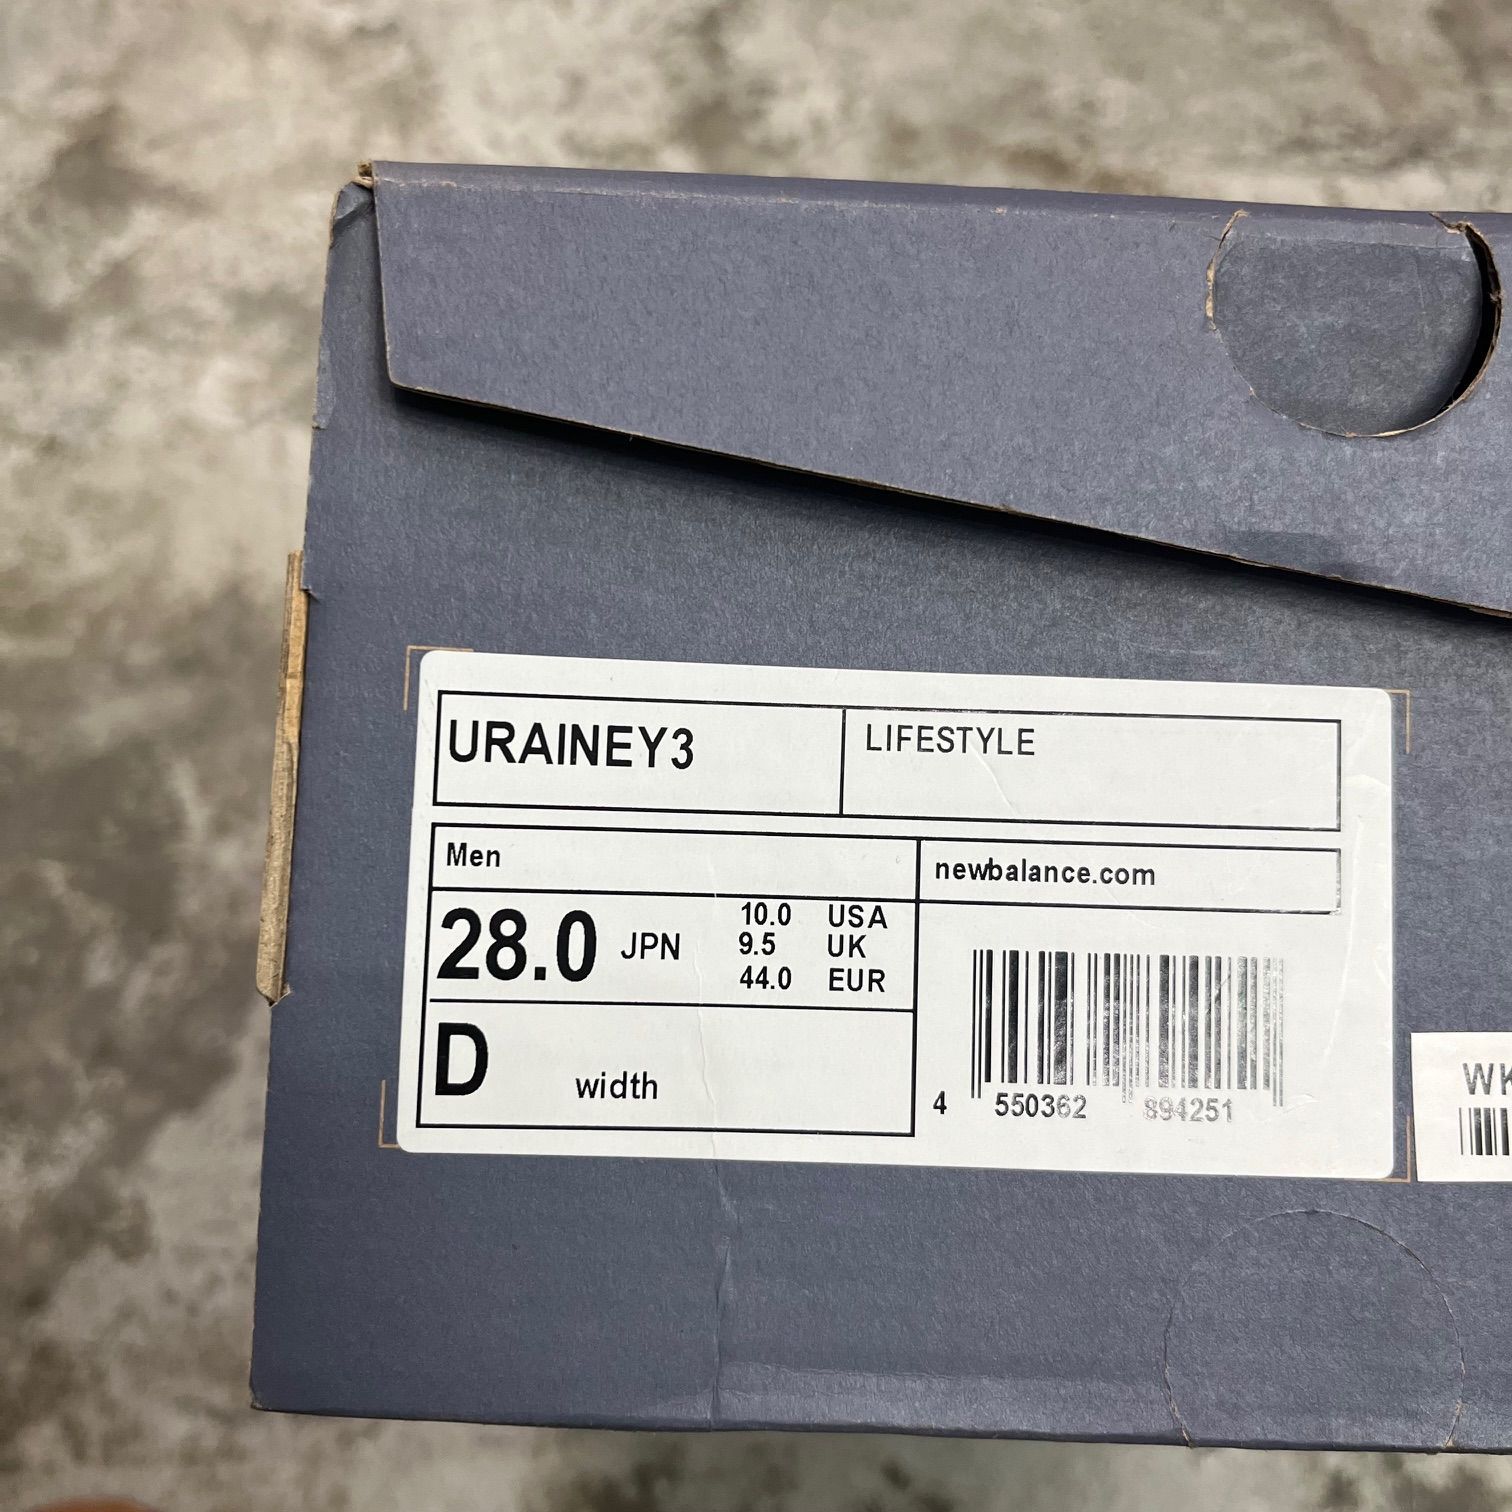 URAINEY3
LIFESTYLE
Men
newbalance.com
28.0 JPN
10.0 USA
9.5 UK
44.0 EUR
D width
4 550362 894251